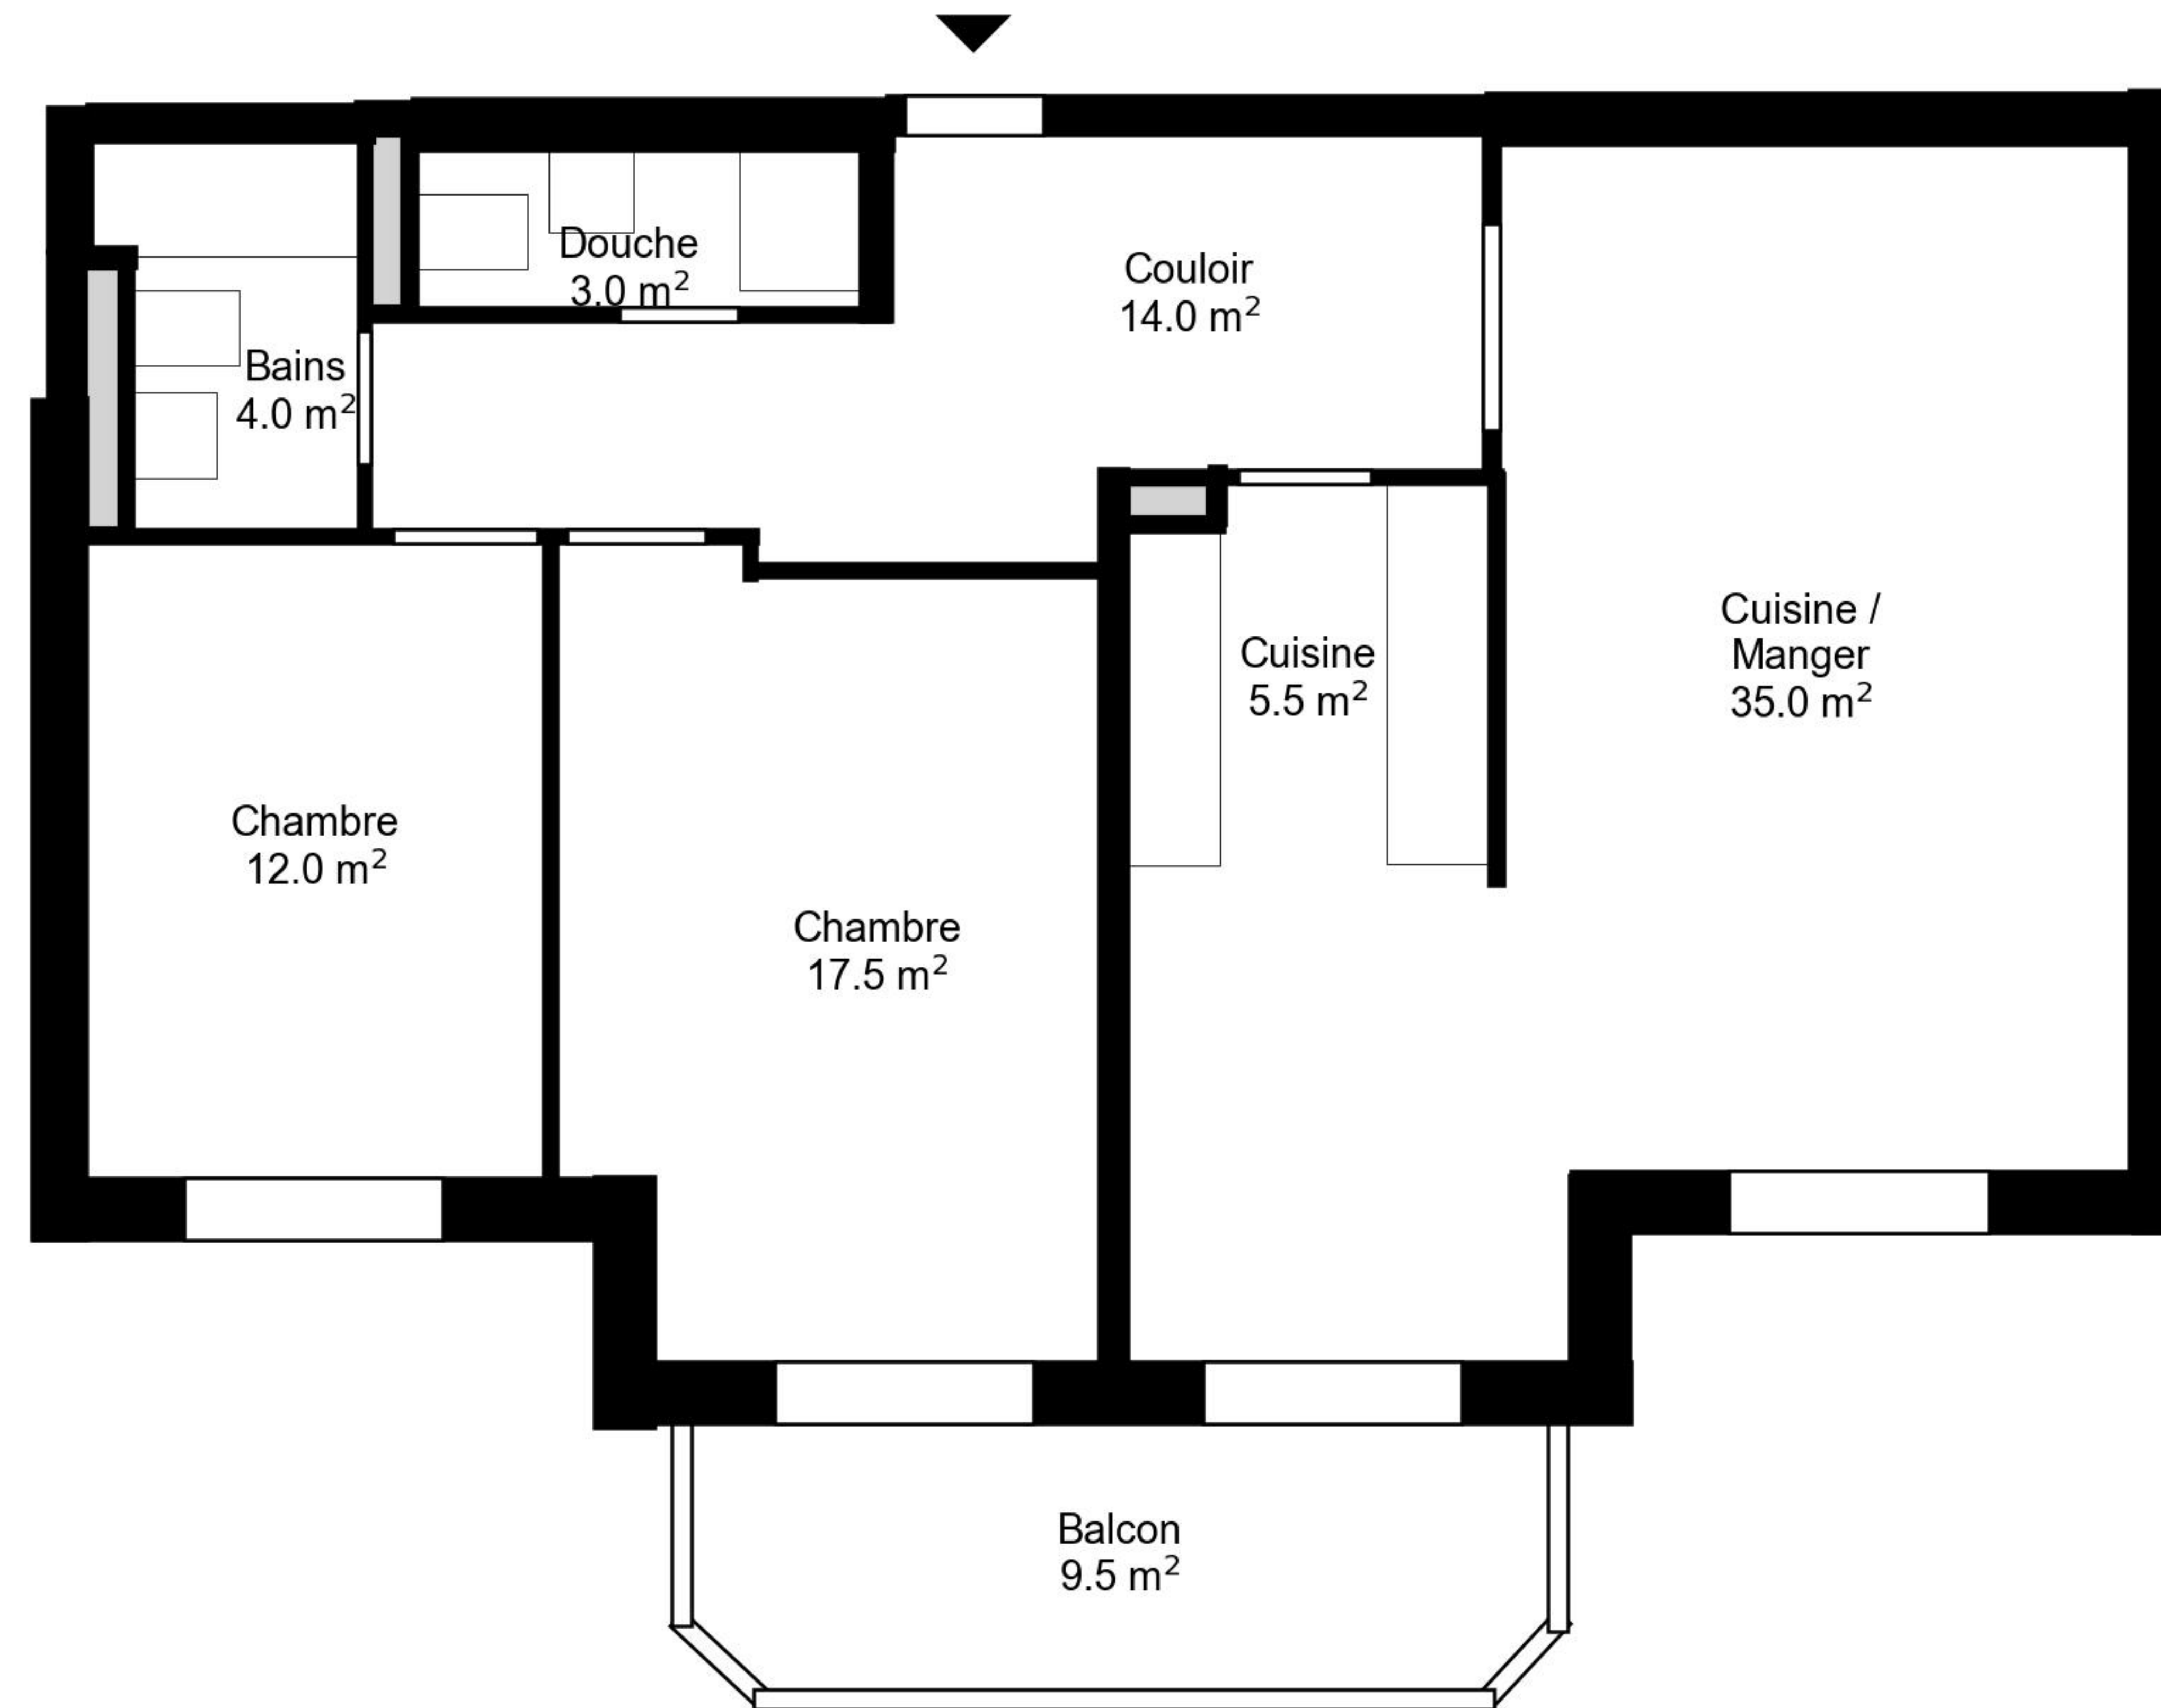 Douche
3.0 m²
Couloir
14.0 m²
Bains
4.0 m²
Cuisine /
Manger
35.0 m²
Cuisine
5.5 m²
Chambre
12.0 m²
Chambre
17.5 m²
Balcon
9.5 m²